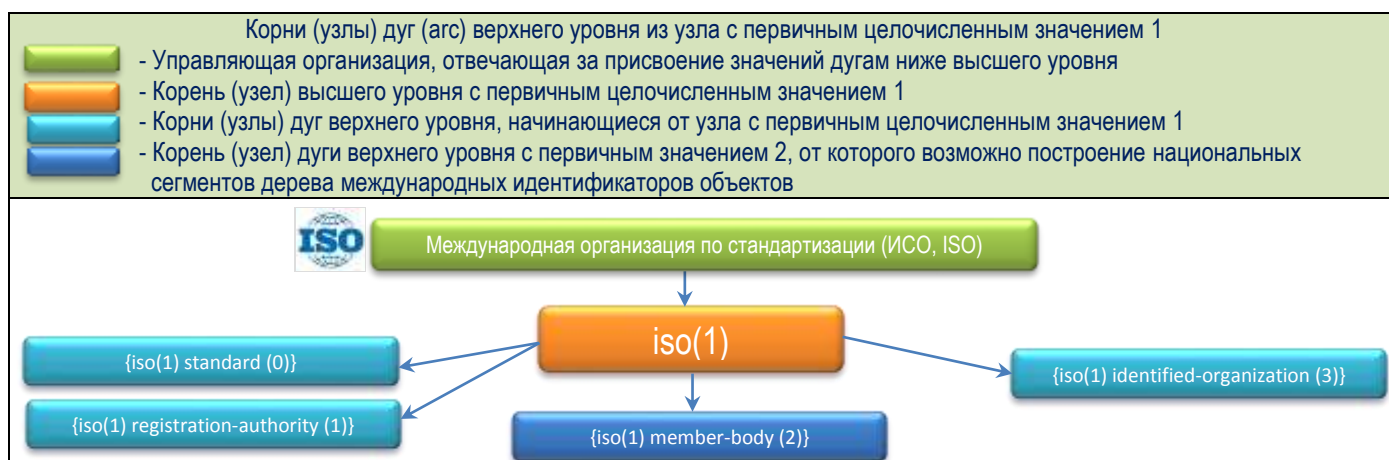 Корни (узлы) дуг (arc) верхнего уровня из узла с первичным целочисленным значением 1
- Управляющая организация, отвечающая за присвоение значений дугам ниже высшего уровня
- Корень (узел) высшего уровня с первичным целочисленным значением 1
- Корни (узлы) дуг верхнего уровня, начинающиеся от узла с первичным целочисленным значением 1
- Корень (узел) дуги верхнего уровня с первичным значением 2, от которого возможно построение национальных
сегментов дерева международных идентификаторов объектов
ISO
Международная организация по стандартизации (ИСО, ISO)
iso(1)
{iso(1) standard (0)}
{iso(1) identified-organization (3)}
{iso(1) registration-authority (1)}
{iso(1) member-body (2)}